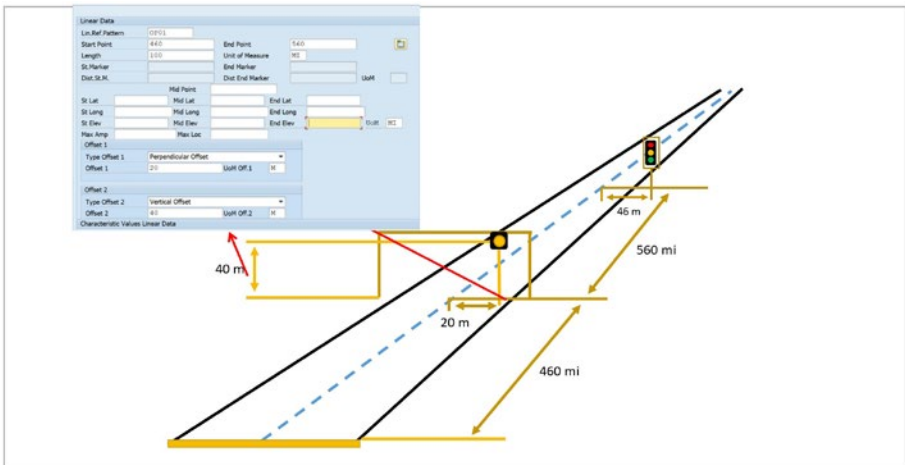 Linear Data
Lin.Ref.Pattern OP01
Start Point 460 End Point 560
Length 100 Unit of Measure MI
St.Marker End Marker
Dist.St.M. Dist End Marker UoM
Mid Point
St Lat Mid Lat End Lat
St Long Mid Long End Long
St Elev Mid Elev End Elev UoM MI
Max Amp Max Loc
Offset 1
Type Offset 1 Perpendicular Offset
Offset 1 20 UoM Off.1 M
Offset 2
Type Offset 2 Vertical Offset
Offset 2 40 UoM Off.2 M
Characteristic Values Linear Data
46 m
560 mi
40 m
20 m
460 mi